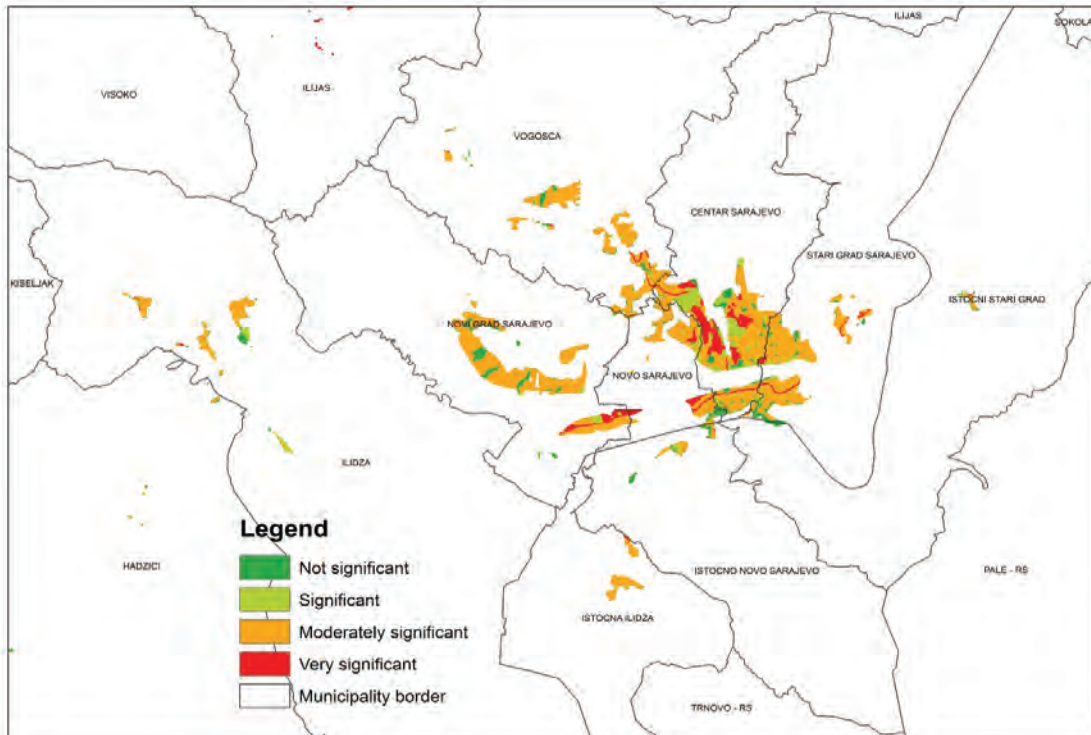 ILIJAS
SOKOLA
ILIJAS
VISOKO
VOGOSCA
CENTAR SARAJEVO
STARI GRAD SARAJEVO
KISELJAK
ISTOCNI STARI GRAD
NOVI GRAD SARAJEVO
NOVO SARAJEVO
ILIDZA
Legend
HADZICI
Not significant
ISTOCNO NOVO SARAJEVO
PALE - RS
Significant
ISTOCNA ILIDZA
Moderately significant
Very significant
Municipality border
TRNOVO - RS